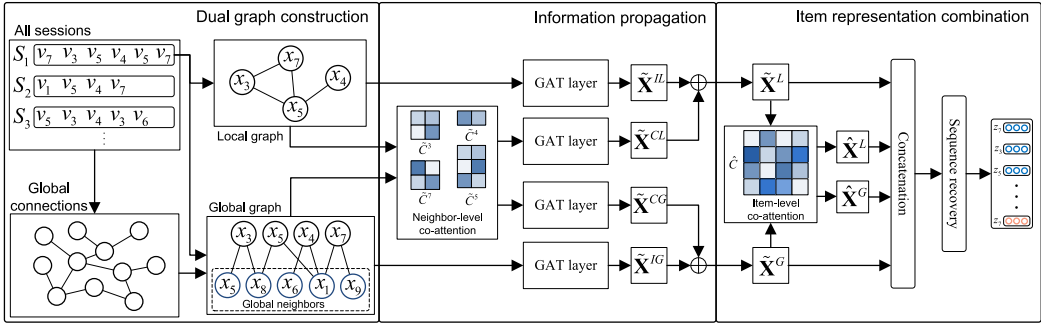 Dual graph construction
All sessions
S₁ v₇ v₃ v₅ v₄ v₅ v₇
S₂ v₁ v₅ v₄ v₇
S₃ v₅ v₃ v₄ v₃ v₆
⋮
Global
connections
x₇
x₃
x₄
x₅
Local graph
Global graph
x₃ x₅ x₄ x₇
x₅ x₈ x₆ x₁ x₉
Global neighbors
Information propagation
C̃³
C̃⁴
C̃⁷
C̃⁵
Neighbor-level
co-attention
GAT layer
X̃ᴵᴸ
GAT layer
X̃ᶜᴸ
GAT layer
X̃ᶜᴳ
GAT layer
X̃ᴵᴳ
Item representation combination
X̃ᴸ
Ĉ
Item-level
co-attention
X̂ᴸ
X̂ᴳ
X̃ᴳ
Concatenation
Sequence recovery
z₇
z₃
z₅
⋮
z₇